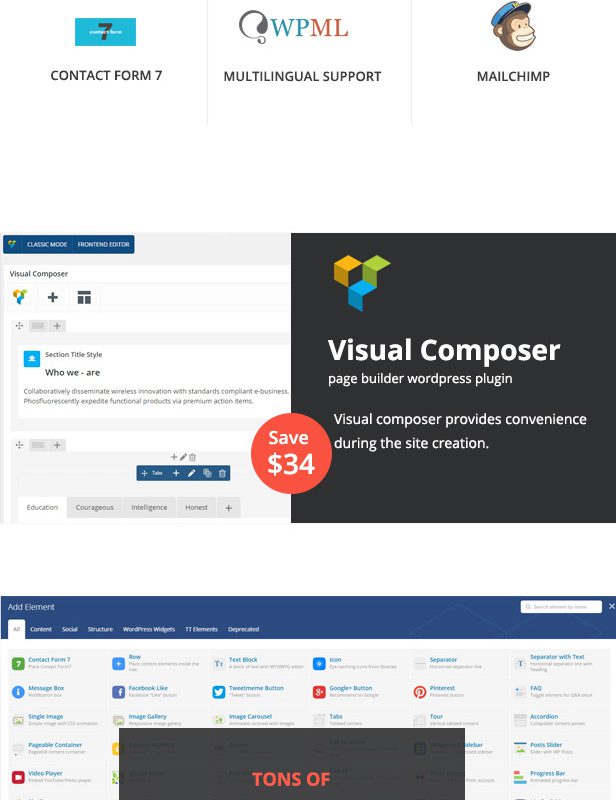 7
contact form
WPML
CONTACT FORM 7
MULTILINGUAL SUPPORT
MAILCHIMP
CLASSIC MODE
FRONTEND EDITOR
Visual Composer
Section Title Style
Who we - are
Collaboratively disseminate wireless innovation with standards compliant e-business.
Phosfluorescently expedite functional products via premium action items.
Tabs
Education
Courageous
Intelligence
Honest
Visual Composer
page builder wordpress plugin
Visual composer provides convenience
during the site creation.
Save
$34
Add Element
Search element by name
All
Content
Social
Structure
WordPress Widgets
TT Elements
Deprecated
7
Contact Form 7
Place Contact Form7
Row
Place content elements inside the
row
Text Block
A block of text with WYSIWYG editor
Icon
Eye catching icons from libraries
Separator
Horizontal separator line
Separator with Text
Horizontal separator line with
heading
Message Box
Notification box
Facebook Like
Facebook "Like" button
Tweetmeme Button
"Tweet" button
Google+ Button
Recommend on Google
Pinterest
Pinterest button
FAQ
Toggle element for Q&A block
Single Image
Simple image with CSS animation
Image Gallery
Responsive image gallery
Image Carousel
Animated carousel with images
Tabs
Tabbed content
Tour
Vertical tabbed content
Accordion
Collapsible content panels
Pageable Container
Pageable content container
Posts Slider
Slider with WP Posts
Video Player
Embed YouTube/Vimeo player
Progress Bar
Animated progress bar
TONS OF